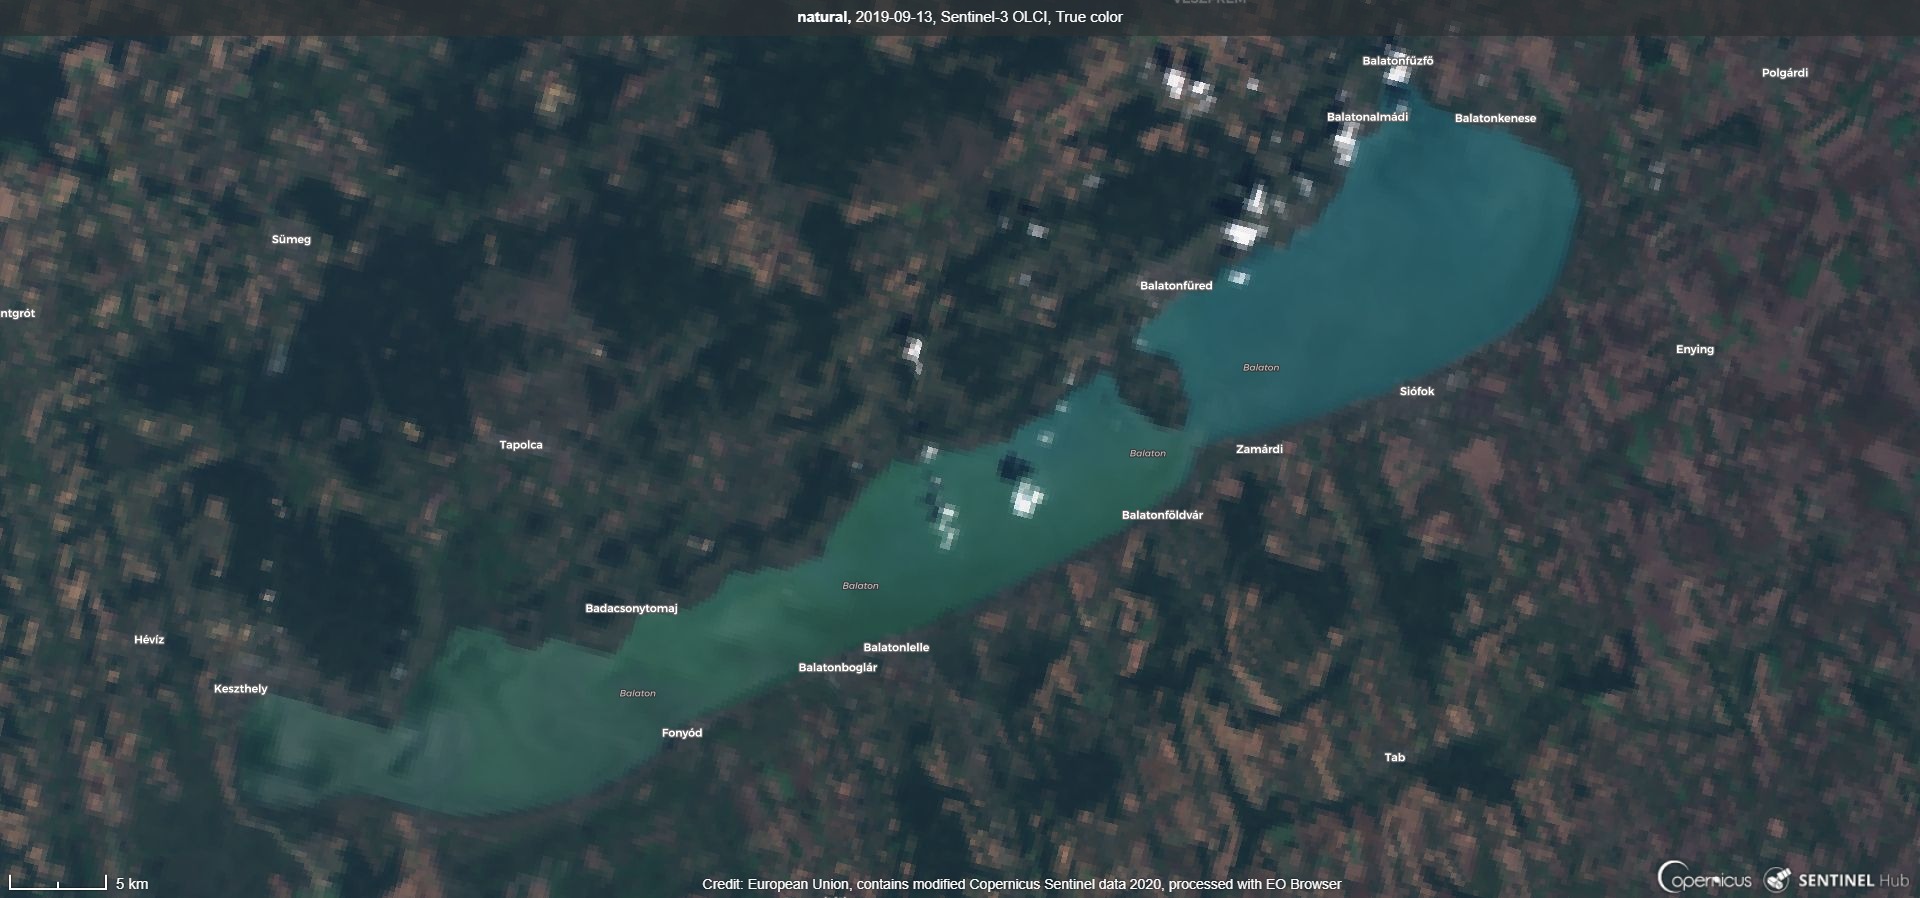 natural, 2019-09-13, Sentinel-3 OLCI, True color
Balatonfűzfő
Polgárdi
Balatonalmádi
Balatonkenese
Sümeg
Balatonfüred
ntgrót
Enying
Balaton
Siófok
Tapolca
Zamárdi
Balaton
Balatonföldvár
Balaton
Badacsonytomaj
Hévíz
Balatonlelle
Balatonboglár
Keszthely
Balaton
Fonyód
Tab
5 km
Credit: European Union, contains modified Copernicus Sentinel data 2020, processed with EO Browser
Copernicus
SENTINEL Hub